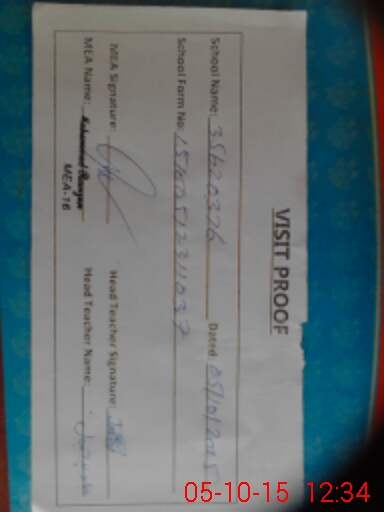 VISIT PROOF
School Name: 35620376 Dated: 05/10/2015
School Form No: 15160512311037
MEA Signature: Head Teacher Signature:
MEA Name: Head Teacher Name:
MEA-16
05-10-15 12:34